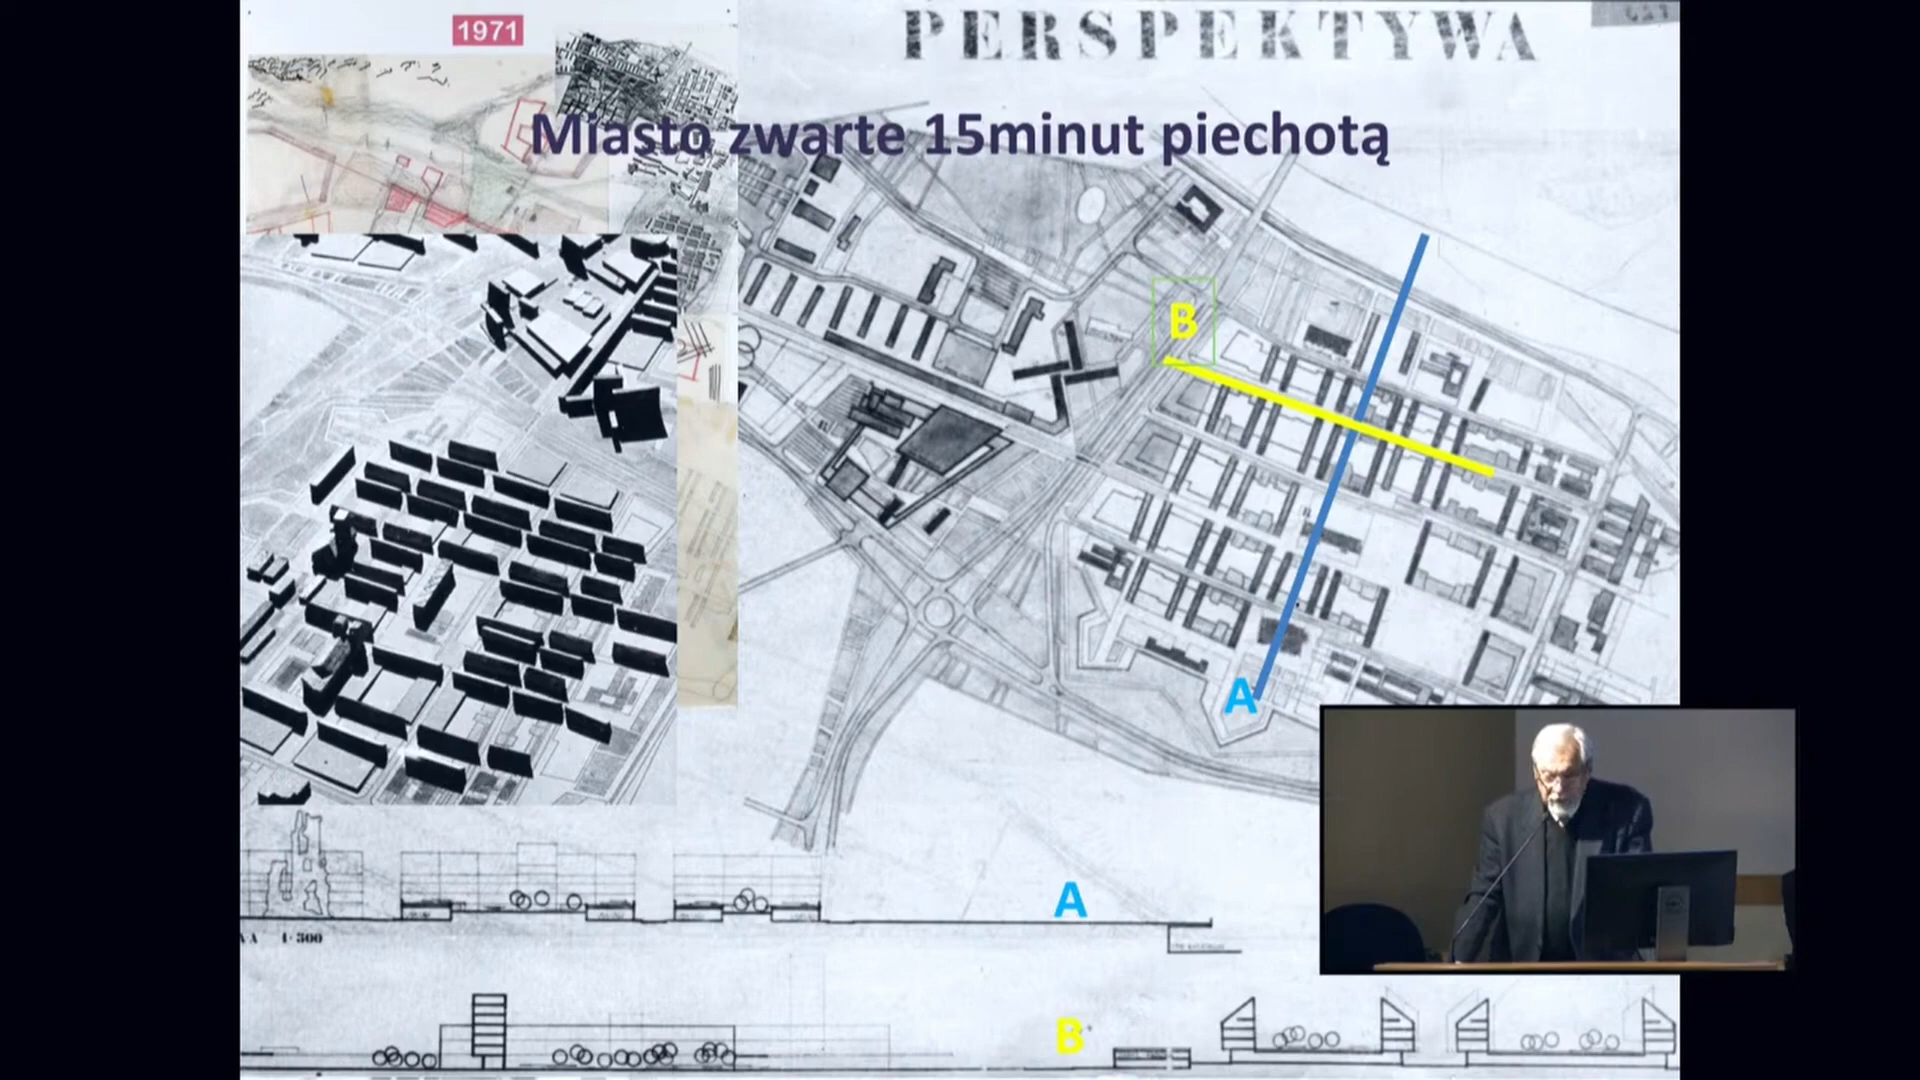 1971
PERSPEKTYWA
Miasto zwarte 15minut piechotą
B
A
A
1:500
B